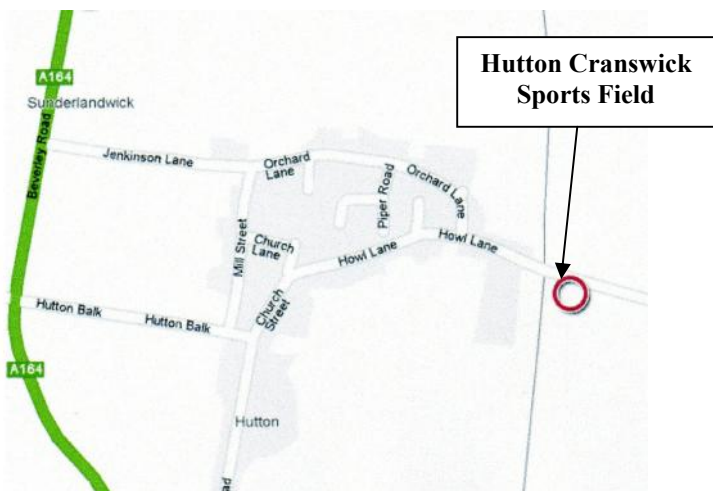 Hutton Cranswick
Sports Field
A164
Sunderlandwick
Beverley Road
Jenkinson Lane
Orchard
Lane
Orchard Lane
Piper Road
Mill Street
Church
Lane
Howl Lane
Howl Lane
Church
Street
Hutton Balk
Hutton Balk
A164
Hutton